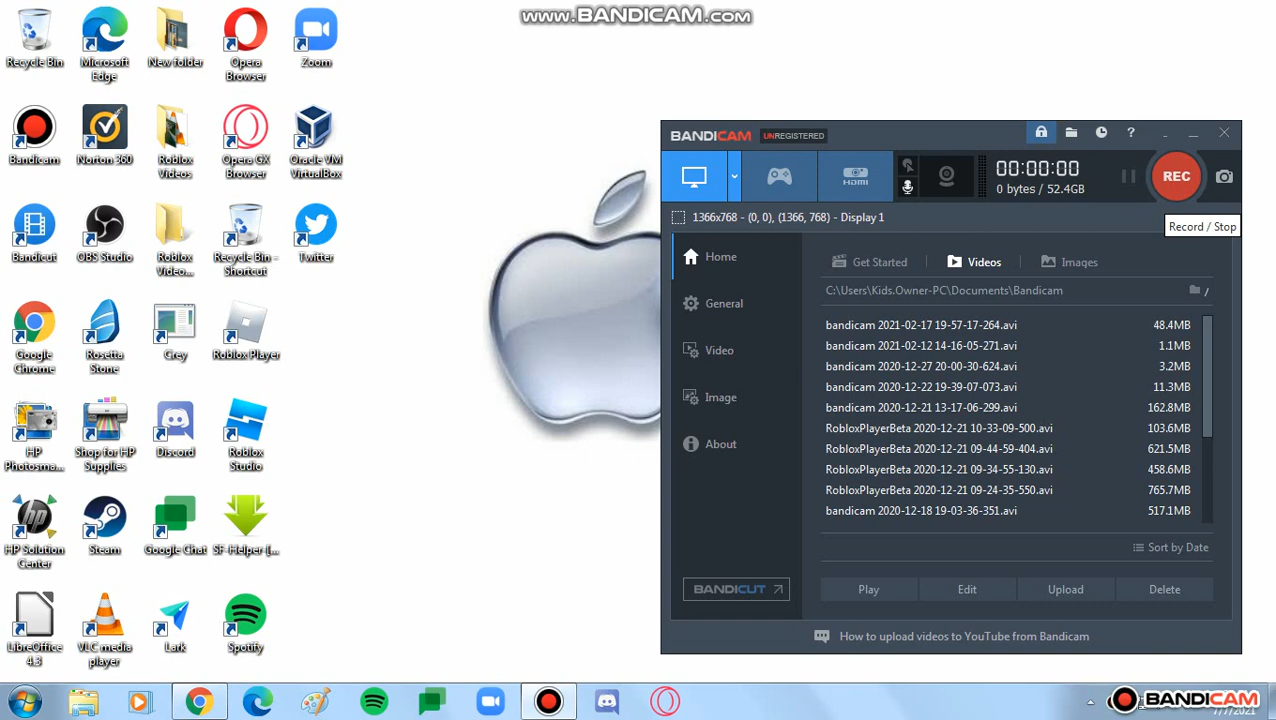 www.BANDICAM.com
Recycle Bin
Microsoft Edge
New folder
Opera Browser
Zoom
Bandicam
Norton 360
Roblox Videos
Opera GX Browser
Oracle VM VirtualBox
Bandicut
OBS Studio
Roblox Video...
Recycle Bin - Shortcut
Twitter
Google Chrome
Rosetta Stone
Grey
Roblox Player
HP Photosma...
Shop for HP Supplies
Discord
Roblox Studio
HP Solution Center
Steam
Google Chat
SF-Helper-[...
LibreOffice 4.3
VLC media player
Lark
Spotify
BANDICAM UNREGISTERED
HDMI
00:00:00
0 bytes / 52.4GB
REC
Record / Stop
1366x768 - (0, 0), (1366, 768) - Display 1
Home
General
Video
Image
About
BANDICUT
Get Started
Videos
Images
C:\Users\Kids.Owner-PC\Documents\Bandicam
/
bandicam 2021-02-17 19-57-17-264.avi 48.4MB
bandicam 2021-02-12 14-16-05-271.avi 1.1MB
bandicam 2020-12-27 20-00-30-624.avi 3.2MB
bandicam 2020-12-22 19-39-07-073.avi 11.3MB
bandicam 2020-12-21 13-17-06-299.avi 162.8MB
RobloxPlayerBeta 2020-12-21 10-33-09-500.avi 103.6MB
RobloxPlayerBeta 2020-12-21 09-44-59-404.avi 621.5MB
RobloxPlayerBeta 2020-12-21 09-34-55-130.avi 458.6MB
RobloxPlayerBeta 2020-12-21 09-24-35-550.avi 765.7MB
bandicam 2020-12-18 19-03-36-351.avi 517.1MB
Sort by Date
Play
Edit
Upload
Delete
How to upload videos to YouTube from Bandicam
BANDICAM
7/7/2021